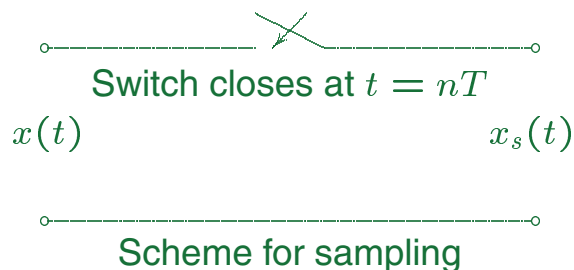 Switch closes at t = nT
x(t) x_s(t)
Scheme for sampling